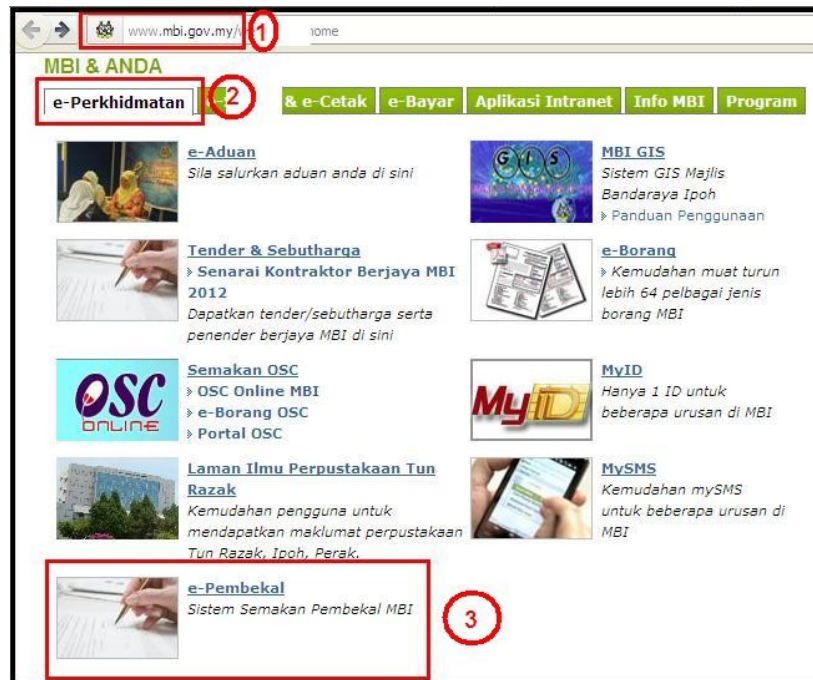 www.mbi.gov.my/
1
home
MBI & ANDA
e-Perkhidmatan
2
& e-Cetak
e-Bayar
Aplikasi Intranet
Info MBI
Program
e-Aduan
Sila salurkan aduan anda di sini
GIS
MBI GIS
Sistem GIS Majlis
Bandaraya Ipoh
Panduan Penggunaan
Tender & Sebutharga
Senarai Kontraktor Berjaya MBI
2012
Dapatkan tender/sebutharga serta
penender berjaya MBI di sini
e-Borang
Kemudahan muat turun
lebih 64 pelbagai jenis
borang MBI
OSC
ONLINE
Semakan OSC
OSC Online MBI
e-Borang OSC
Portal OSC
MyID
MyID
Hanya 1 ID untuk
beberapa urusan di MBI
Laman Ilmu Perpustakaan Tun
Razak
Kemudahan pengguna untuk
mendapatkan maklumat perpustakaan
Tun Razak, Ipoh, Perak.
MySMS
Kemudahan mySMS
untuk beberapa urusan di
MBI
e-Pembekal
Sistem Semakan Pembekal MBI
3